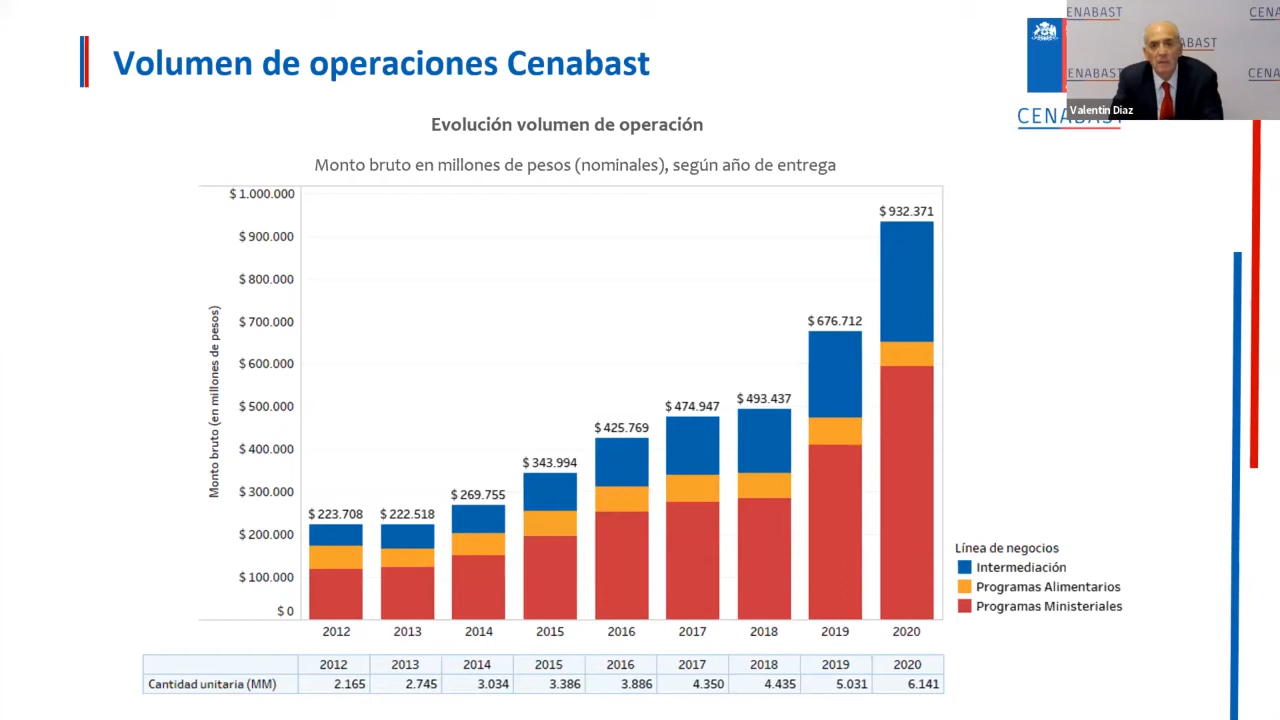 Volumen de operaciones Cenabast
CENABAST
CENA
ABAST
CENABAST
CENA
Valentin Diaz
CENABAST
Evolución volumen de operación
Monto bruto en millones de pesos (nominales), según año de entrega
Monto bruto (en millones de pesos)
$ 1.000.000
$ 900.000
$ 800.000
$ 700.000
$ 600.000
$ 500.000
$ 400.000
$ 300.000
$ 200.000
$ 100.000
$ 0
$ 223.708
$ 222.518
$ 269.755
$ 343.994
$ 425.769
$ 474.947
$ 493.437
$ 676.712
$ 932.371
2012 2013 2014 2015 2016 2017 2018 2019 2020
Línea de negocios
Intermediación
Programas Alimentarios
Programas Ministeriales
2012 2013 2014 2015 2016 2017 2018 2019 2020
Cantidad unitaria (MM) 2.165 2.745 3.034 3.386 3.886 4.350 4.435 5.031 6.141